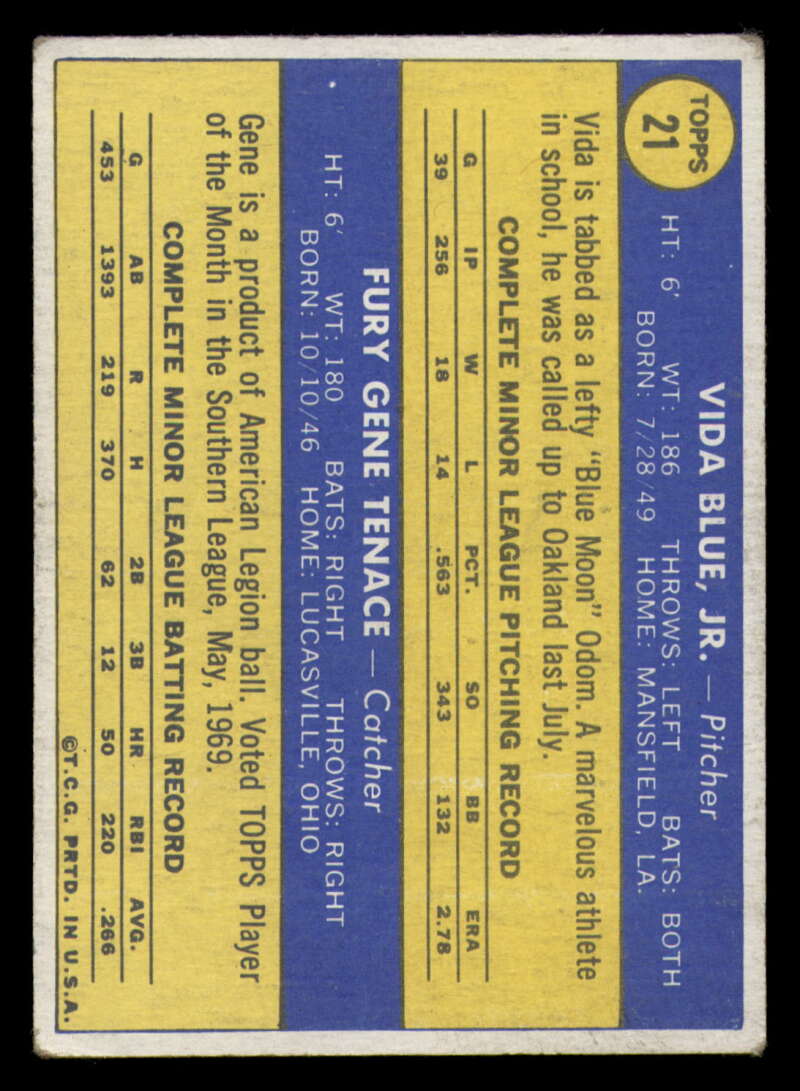 TOPPS
21
VIDA BLUE, JR. — Pitcher
HT: 6' WT: 186 THROWS: LEFT BATS: BOTH
BORN: 7/28/49 HOME: MANSFIELD, LA.
Vida is tabbed as a lefty "Blue Moon" Odom. A marvelous athlete
in school, he was called up to Oakland last July.
COMPLETE MINOR LEAGUE PITCHING RECORD
G IP W L PCT. SO BB ERA
39 256 18 14 .563 343 132 2.78
FURY GENE TENACE — Catcher
HT: 6' WT: 180 BATS: RIGHT THROWS: RIGHT
BORN: 10/10/46 HOME: LUCASVILLE, OHIO
Gene is a product of American Legion ball. Voted TOPPS Player
of the Month in the Southern League, May, 1969.
COMPLETE MINOR LEAGUE BATTING RECORD
G AB R H 2B 3B HR RBI AVG.
453 1393 219 370 62 12 50 220 .266
©T.C.G. PRTD. IN U.S.A.